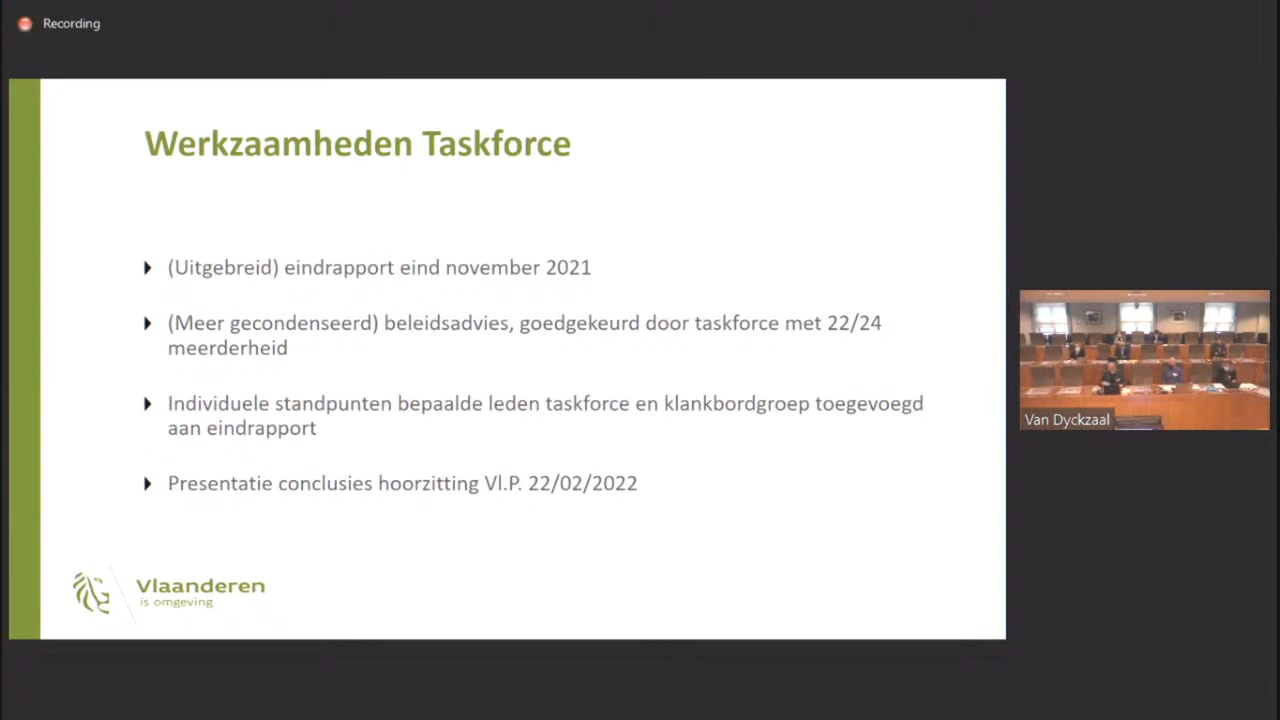 Recording
Werkzaamheden Taskforce
(Uitgebreid) eindrapport eind november 2021
(Meer gecondenseerd) beleidsadvies, goedgekeurd door taskforce met 22/24
meerderheid
Individuele standpunten bepaalde leden taskforce en klankbordgroep toegevoegd
aan eindrapport
Presentatie conclusies hoorzitting Vl.P. 22/02/2022
Van Dyckzaal
Vlaanderen
is omgeving